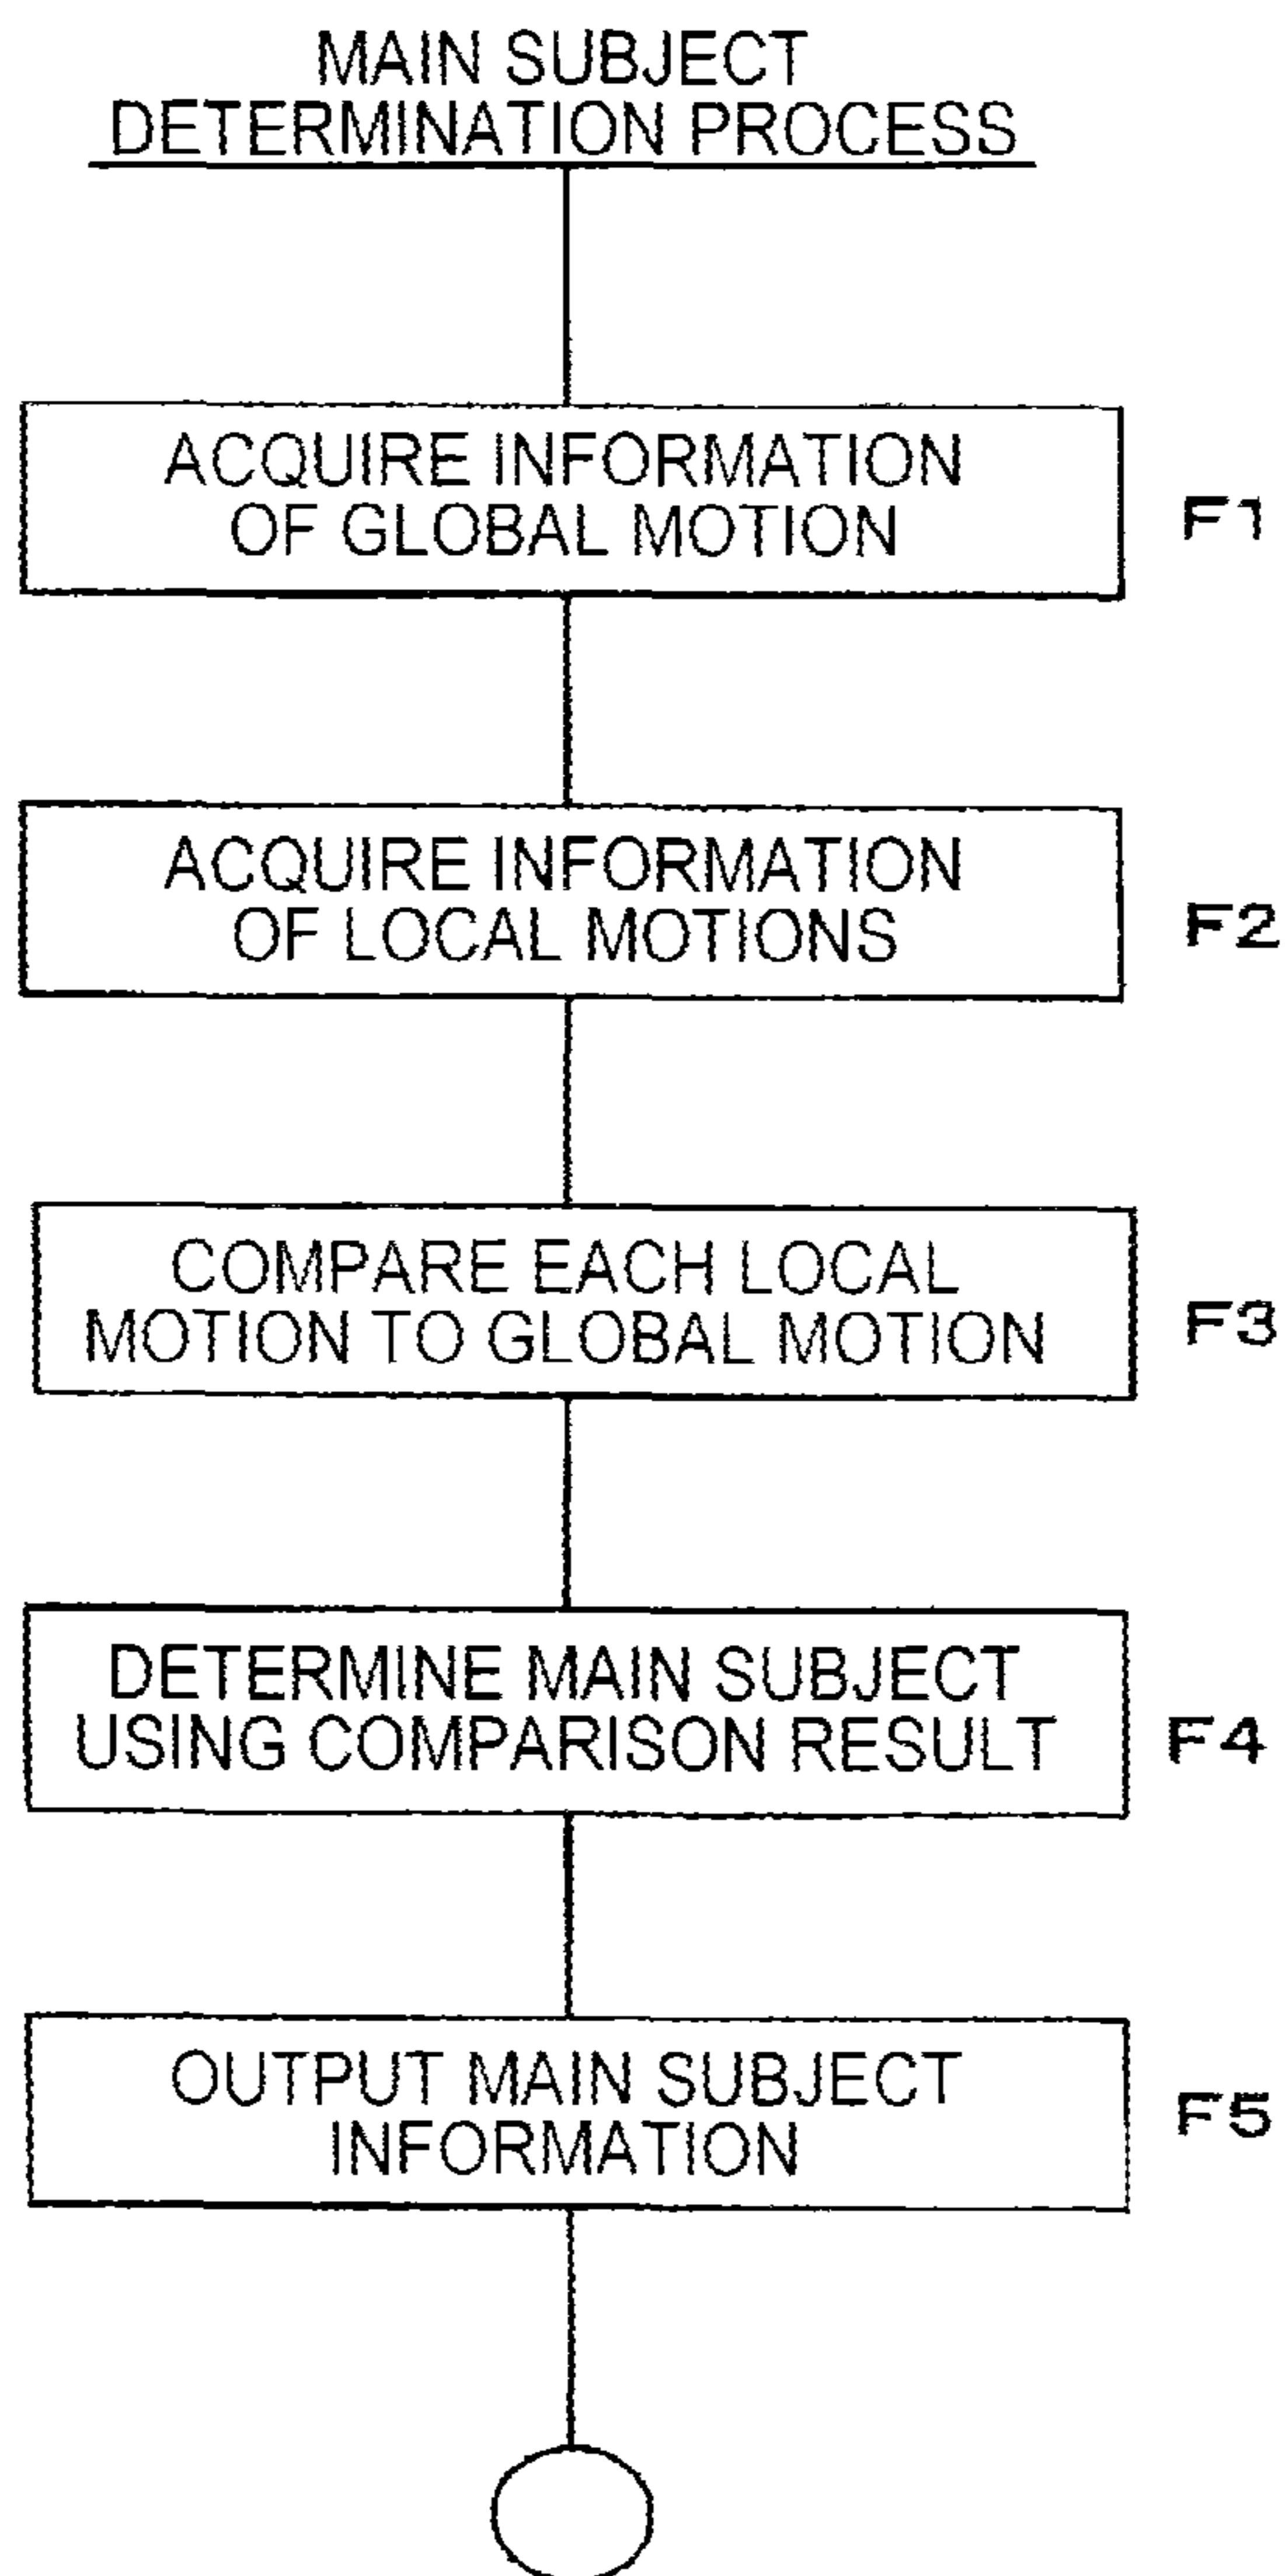 MAIN SUBJECT
DETERMINATION PROCESS
ACQUIRE INFORMATION
OF GLOBAL MOTION
F1
ACQUIRE INFORMATION
OF LOCAL MOTIONS
F2
COMPARE EACH LOCAL
MOTION TO GLOBAL MOTION
F3
DETERMINE MAIN SUBJECT
USING COMPARISON RESULT
F4
OUTPUT MAIN SUBJECT
INFORMATION
F5